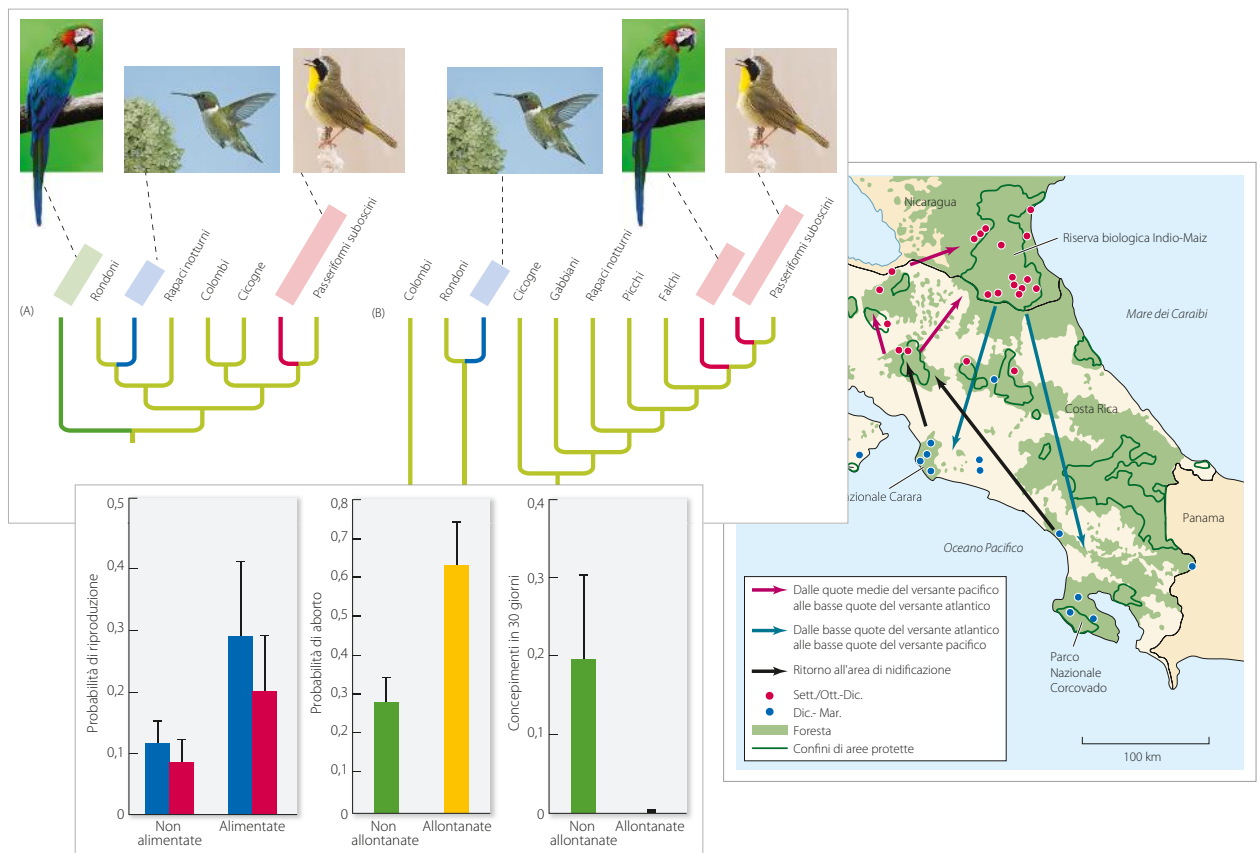 (A)
Rondoni
Rapaci notturni
Colombi
Cicogne
Passeriformi suboscini
(B)
Colombi
Rondoni
Cicogne
Gabbiani
Rapaci notturni
Picchi
Falchi
Passeriformi suboscini
Nicaragua
Riserva biologica Indio-Maiz
Mare dei Caraibi
Costa Rica
Carara
Panama
Oceano Pacifico
Parco
Nazionale
Corcovado
Dalle quote medie del versante pacifico
alle basse quote del versante atlantico
Dalle basse quote del versante atlantico
alle basse quote del versante pacifico
Ritorno all'area di nidificazione
Sett./Ott.-Dic.
Dic.- Mar.
Foresta
Confini di aree protette
100 km
Probabilità di riproduzione
0,5
0,4
0,3
0,2
0,1
0
Non
alimentate
Alimentate
Probabilità di aborto
0,8
0,7
0,6
0,5
0,4
0,3
0,2
0,1
0
Non
allontanate
Allontanate
Concepimenti in 30 giorni
0,4
0,3
0,2
0,1
0
Non
allontanate
Allontanate